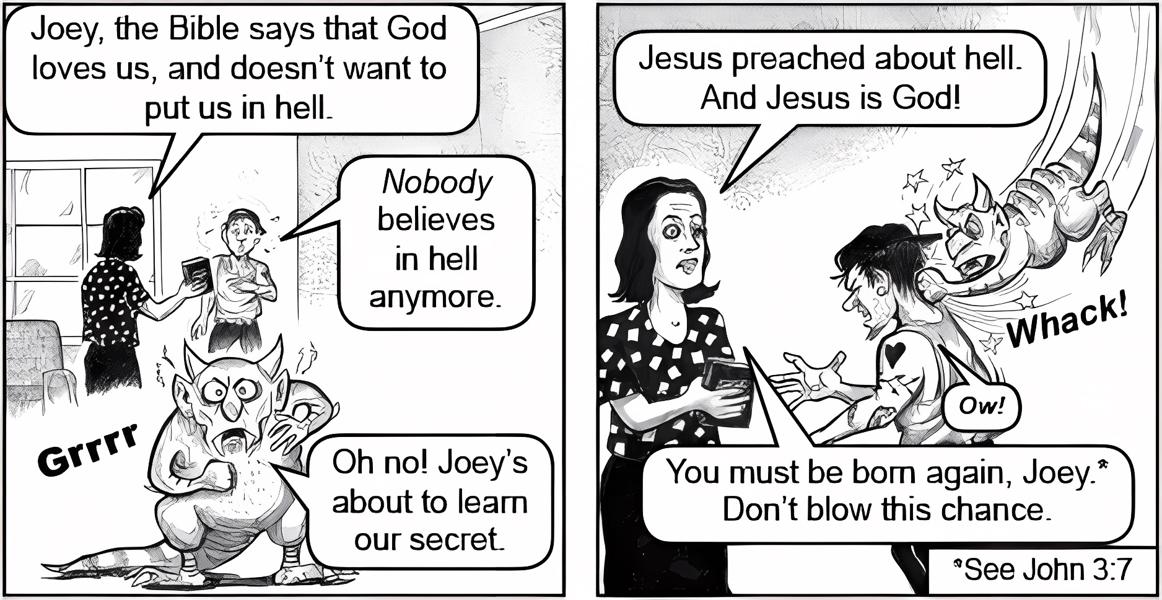 Joey, the Bible says that God
loves us, and doesn't want to
put us in hell.
Nobody
believes
in hell
anymore.
Grrrr
Oh no! Joey's
about to learn
our secret.
Jesus preached about hell.
And Jesus is God!
Whack!
Ow!
You must be born again, Joey.*
Don't blow this chance.
*See John 3:7